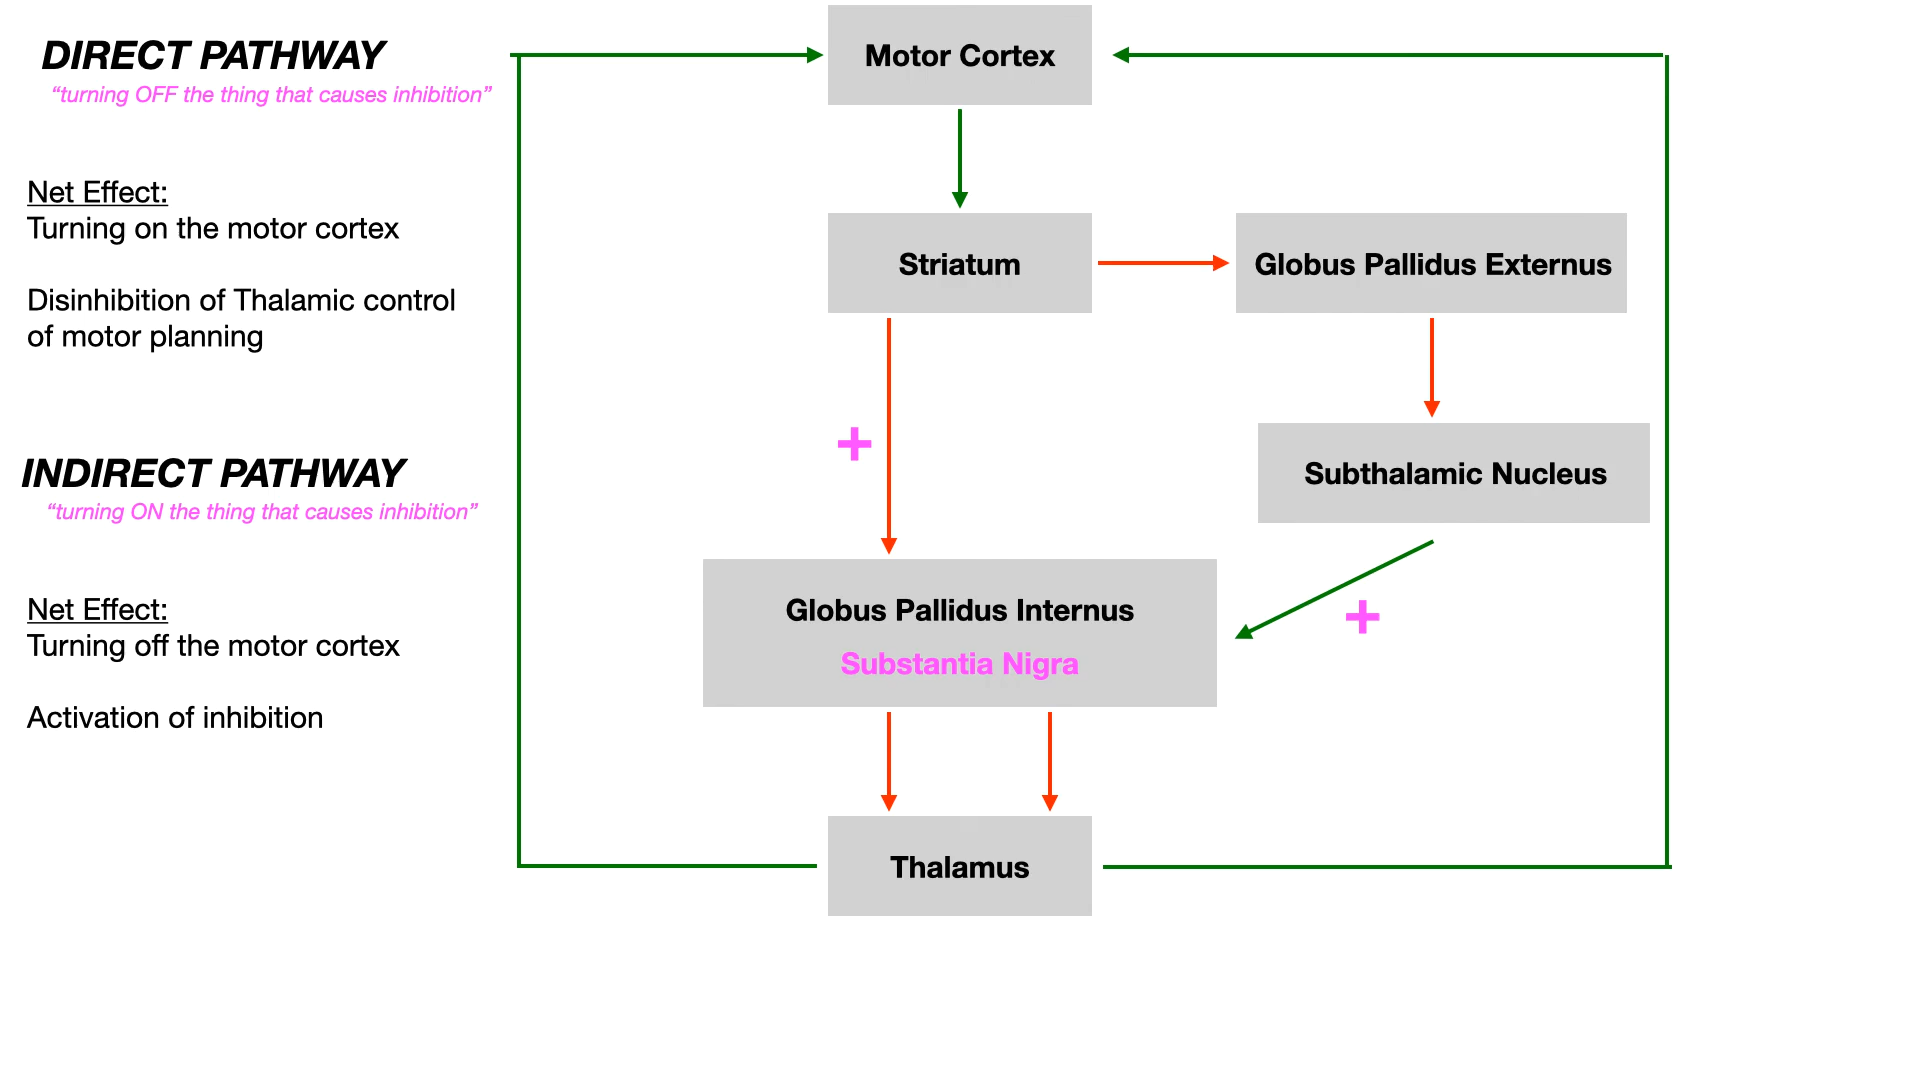 DIRECT PATHWAY
“turning OFF the thing that causes inhibition”
Net Effect:
Turning on the motor cortex
Disinhibition of Thalamic control
of motor planning
INDIRECT PATHWAY
“turning ON the thing that causes inhibition”
Net Effect:
Turning off the motor cortex
Activation of inhibition
Motor Cortex
Striatum
Globus Pallidus Externus
+
Subthalamic Nucleus
+
Globus Pallidus Internus
Substantia Nigra
Thalamus